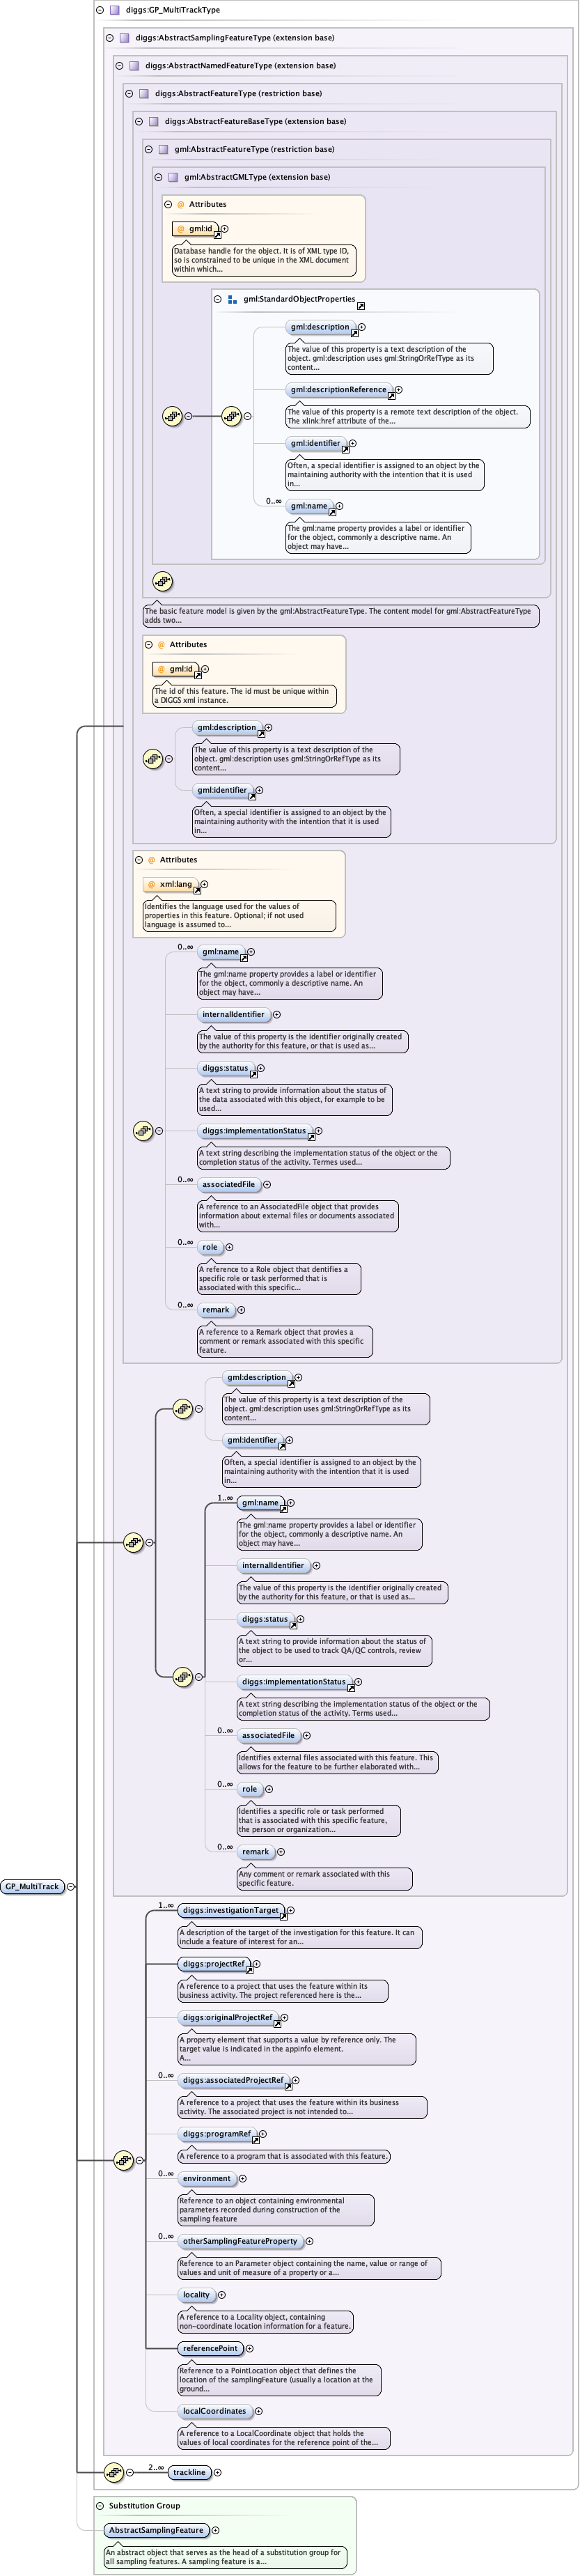 diggs:GP_MultiTrackType
diggs:AbstractSamplingFeatureType (extension base)
diggs:AbstractNamedFeatureType (extension base)
diggs:AbstractFeatureType (restriction base)
diggs:AbstractFeatureBaseType (extension base)
gml:AbstractFeatureType (restriction base)
gml:AbstractGMLType (extension base)
@ Attributes
@ gml:id
Database handle for the object. It is of XML type ID,
so is constrained to be unique in the XML document
within which...
gml:StandardObjectProperties
gml:description
The value of this property is a text description of the
object. gml:description uses gml:StringOrRefType as its
content...
gml:descriptionReference
The value of this property is a remote text description of the object.
The xlink:href attribute of the...
gml:identifier
Often, a special identifier is assigned to an object by the
maintaining authority with the intention that it is used
in...
0..∞
gml:name
The gml:name property provides a label or identifier
for the object, commonly a descriptive name. An
object may have...
The basic feature model is given by the gml:AbstractFeatureType. The content model for gml:AbstractFeatureType
adds two...
@ Attributes
@ gml:id
The id of this feature. The id must be unique within
a DIGGS xml instance.
gml:description
The value of this property is a text description of the
object. gml:description uses gml:StringOrRefType as its
content...
gml:identifier
Often, a special identifier is assigned to an object by the
maintaining authority with the intention that it is used
in...
@ Attributes
@ xml:lang
Identifies the language used for the values of
properties in this feature. Optional; if not used
language is assumed to...
0..∞
gml:name
The gml:name property provides a label or identifier
for the object, commonly a descriptive name. An
object may have...
internalIdentifier
The value of this property is the identifier originally created
by the authority for this feature, or that is used as...
diggs:status
A text string to provide information about the status of
the data associated with this object, for example to be
used...
diggs:implementationStatus
A text string describing the implementation status of the object or the
completion status of the activity. Termes used...
0..∞
associatedFile
A reference to an AssociatedFile object that provides
information about external files or documents associated
with...
0..∞
role
A reference to a Role object that dentifies a
specific role or task performed that is
associated with this specific...
0..∞
remark
A reference to a Remark object that provies a
comment or remark associated with this specific
feature.
gml:description
The value of this property is a text description of the
object. gml:description uses gml:StringOrRefType as its
content...
gml:identifier
Often, a special identifier is assigned to an object by the
maintaining authority with the intention that it is used
in...
1..∞
gml:name
The gml:name property provides a label or identifier
for the object, commonly a descriptive name. An
object may have...
internalIdentifier
The value of this property is the identifier originally created
by the authority for this feature, or that is used as...
diggs:status
A text string to provide information about the status of
the object to be used to track QA/QC controls, review
or...
diggs:implementationStatus
A text string describing the implementation status of the object or the
completion status of the activity. Terms used...
0..∞
associatedFile
Identifies external files associated with this feature. This
allows for the feature to be further elaborated with...
0..∞
role
Identifies a specific role or task performed
that is associated with this specific feature,
the person or organization...
0..∞
remark
Any comment or remark associated with this
specific feature.
GP_MultiTrack
1..∞
diggs:investigationTarget
A description of the target of the investigation for this feature. It can
include a feature of interest for an...
diggs:projectRef
A reference to a project that uses the feature within its
business activity. The project referenced here is the...
diggs:originalProjectRef
A property element that supports a value by reference only. The
target value is indicated in the appinfo element.
A...
0..∞
diggs:associatedProjectRef
A reference to a project that uses the feature within its business
activity. The associated project is not intended to...
0..∞
diggs:programRef
A reference to a program that is associated with this feature.
0..∞
environment
Reference to an object containing environmental
parameters recorded during construction of the
sampling feature
0..∞
otherSamplingFeatureProperty
Reference to an Parameter object containing the name, value or range of
values and unit of measure of a property or a...
locality
A reference to a Locality object, containing
non-coordinate location information for a feature.
referencePoint
Reference to a PointLocation object that defines the
location of the samplingFeature (usually a location at the
ground...
localCoordinates
A reference to a LocalCoordinate object that holds the
values of local coordinates for the reference point of the...
2..∞
trackline
Substitution Group
AbstractSamplingFeature
An abstract object that serves as the head of a substitution group for
all sampling features. A sampling feature is a...